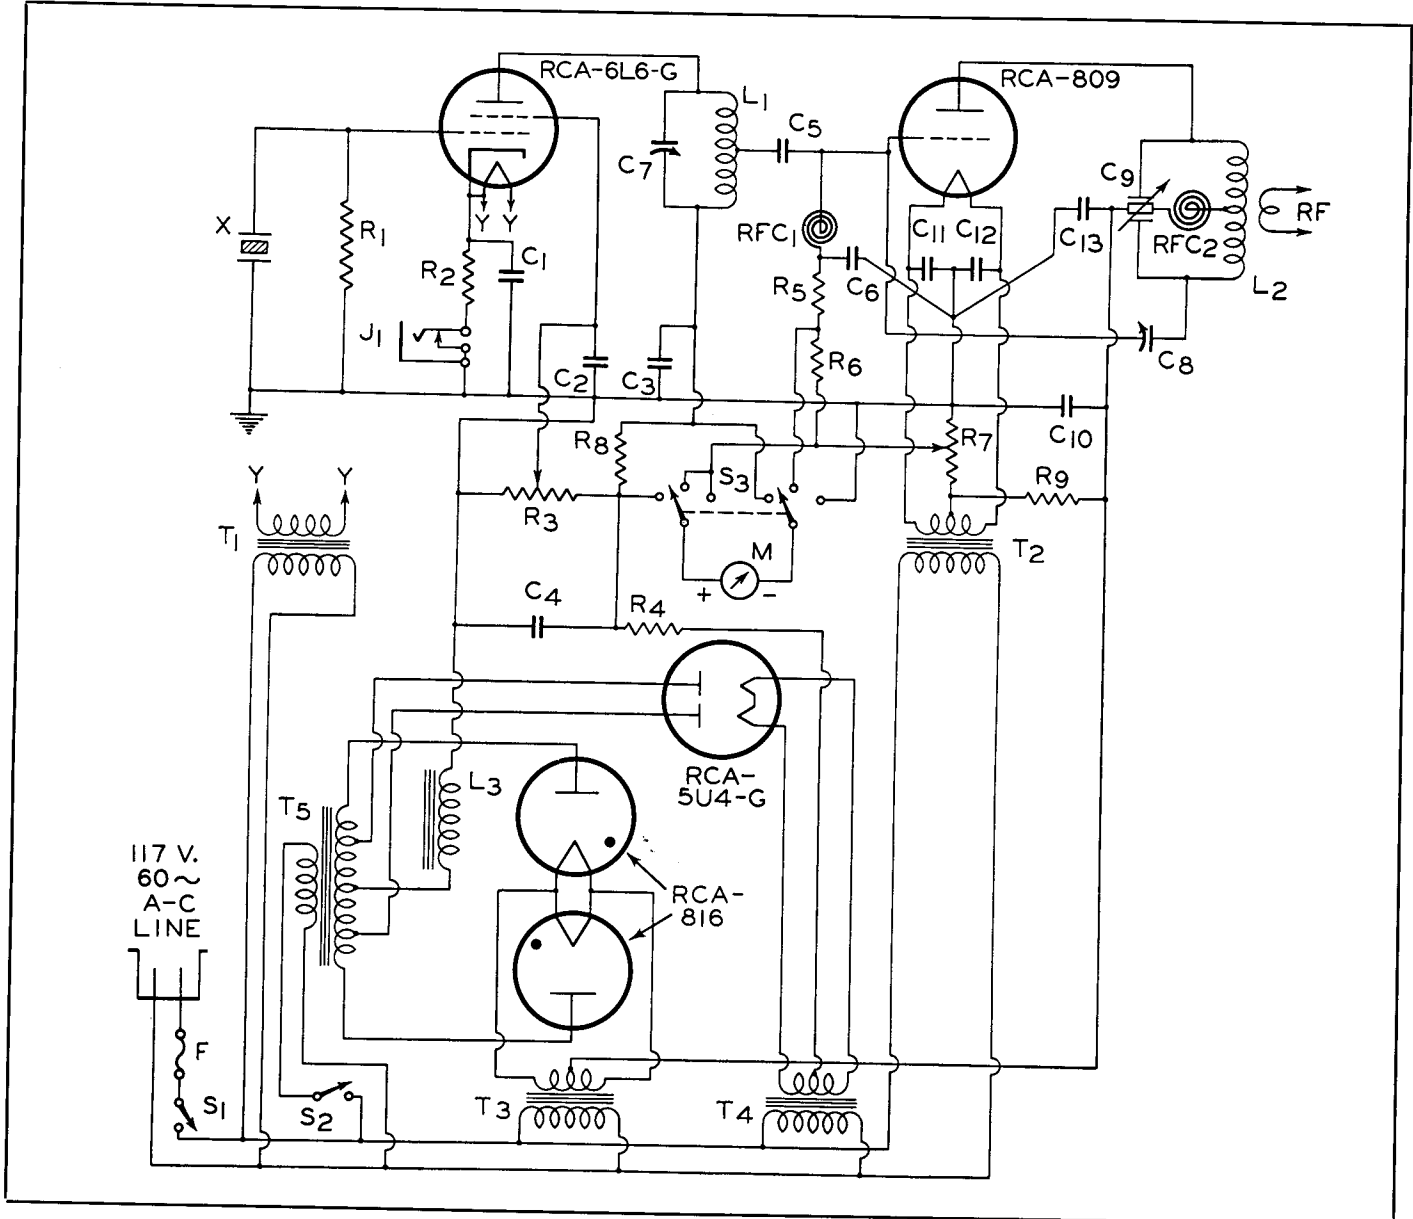 RCA-6L6-G
RCA-809
L1
C5
C7
C9
X
R1
Y Y
RFC1
C11 C12
C13
RFC2
RF
R2
C1
C6
L2
R5
J1
C2
C3
R6
C8
R8
R7
C10
Y Y
S3
R9
R3
T1
M
T2
+ -
C4
R4
RCA-
5U4-G
L3
T5
117 V.
60~
A-C
LINE
RCA-
816
F
S1
S2
T3
T4